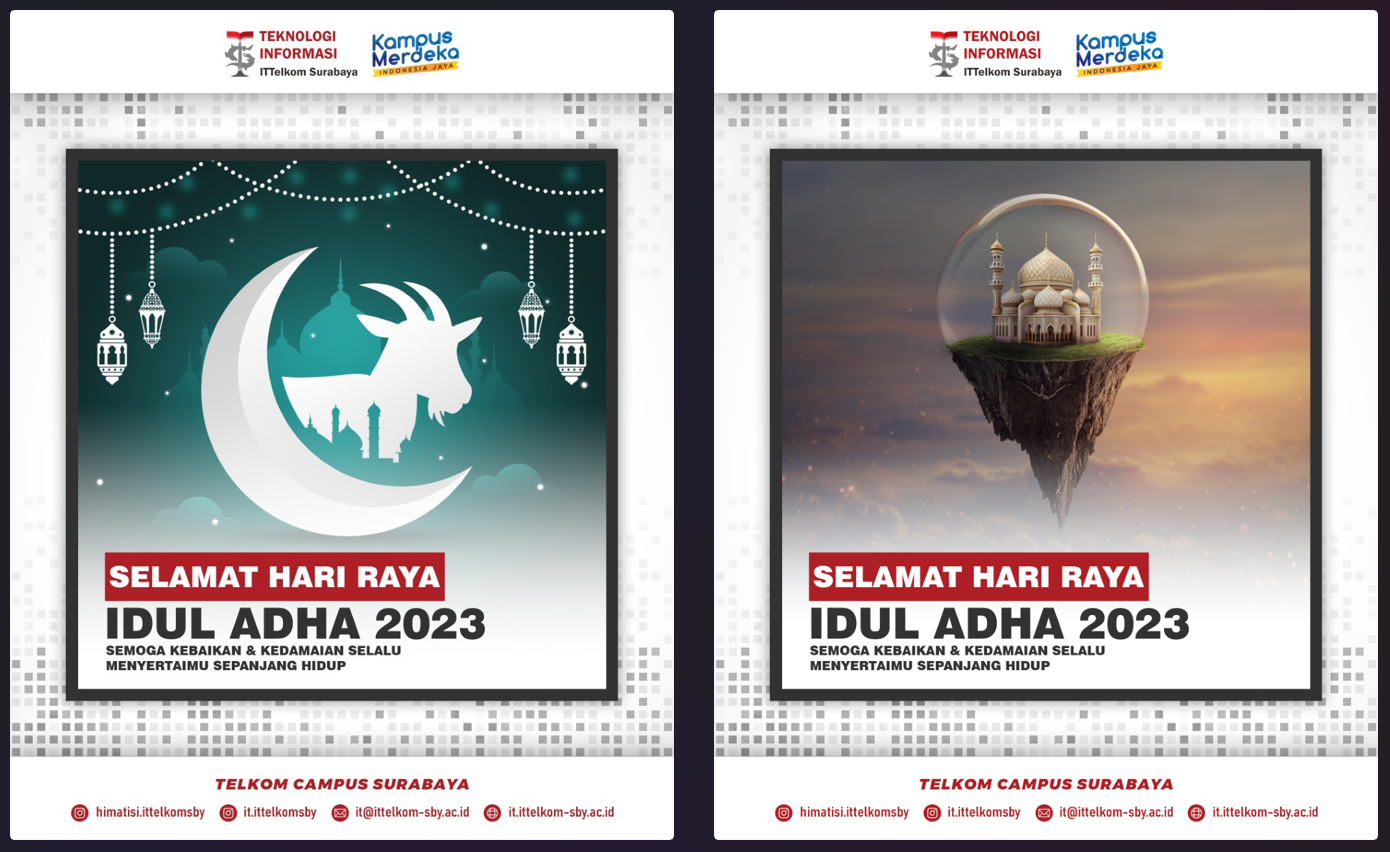 TEKNOLOGI
INFORMASI
ITTelkom Surabaya
Kampus
Merdeka
INDONESIA JAYA
SELAMAT HARI RAYA
IDUL ADHA 2023
SEMOGA KEBAIKAN & KEDAMAIAN SELALU
MENYERTAIMU SEPANJANG HIDUP
TELKOM CAMPUS SURABAYA
himatisi.ittelkomsby it.ittelkomsby it@ittelkom-sby.ac.id it.ittelkom-sby.ac.id
TEKNOLOGI
INFORMASI
ITTelkom Surabaya
Kampus
Merdeka
INDONESIA JAYA
SELAMAT HARI RAYA
IDUL ADHA 2023
SEMOGA KEBAIKAN & KEDAMAIAN SELALU
MENYERTAIMU SEPANJANG HIDUP
TELKOM CAMPUS SURABAYA
himatisi.ittelkomsby it.ittelkomsby it@ittelkom-sby.ac.id it.ittelkom-sby.ac.id